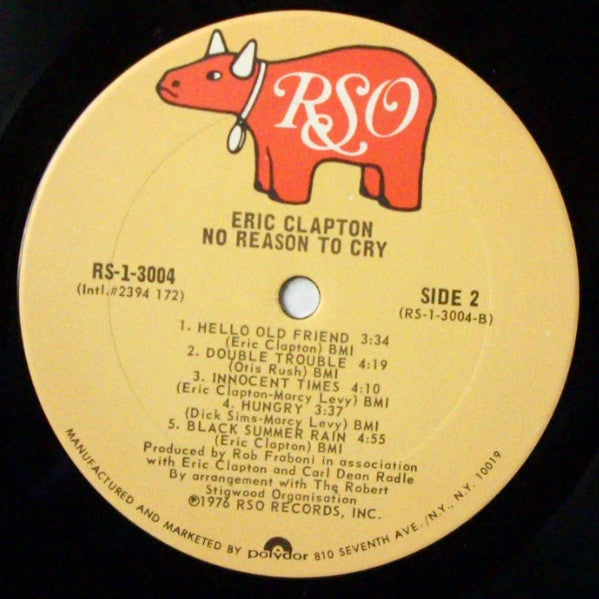 RSO
ERIC CLAPTON
NO REASON TO CRY
RS-1-3004
(Intl.#2394 172)
SIDE 2
(RS-1-3004-B)
1. HELLO OLD FRIEND 3:34
(Eric Clapton) BMI
2. DOUBLE TROUBLE 4:19
(Otis Rush) BMI
3. INNOCENT TIMES 4:10
(Eric Clapton-Marcy Levy) BMI
4. HUNGRY 3:37
(Dick Sims-Marcy Levy) BMI
5. BLACK SUMMER RAIN 4:55
(Eric Clapton) BMI
Produced by Rob Fraboni in association
with Eric Clapton and Carl Dean Radle
By arrangement with The Robert
Stigwood Organisation
℗1976 RSO RECORDS, INC.
MANUFACTURED AND MARKETED BY polydor 810 SEVENTH AVE./N.Y., N.Y. 10019